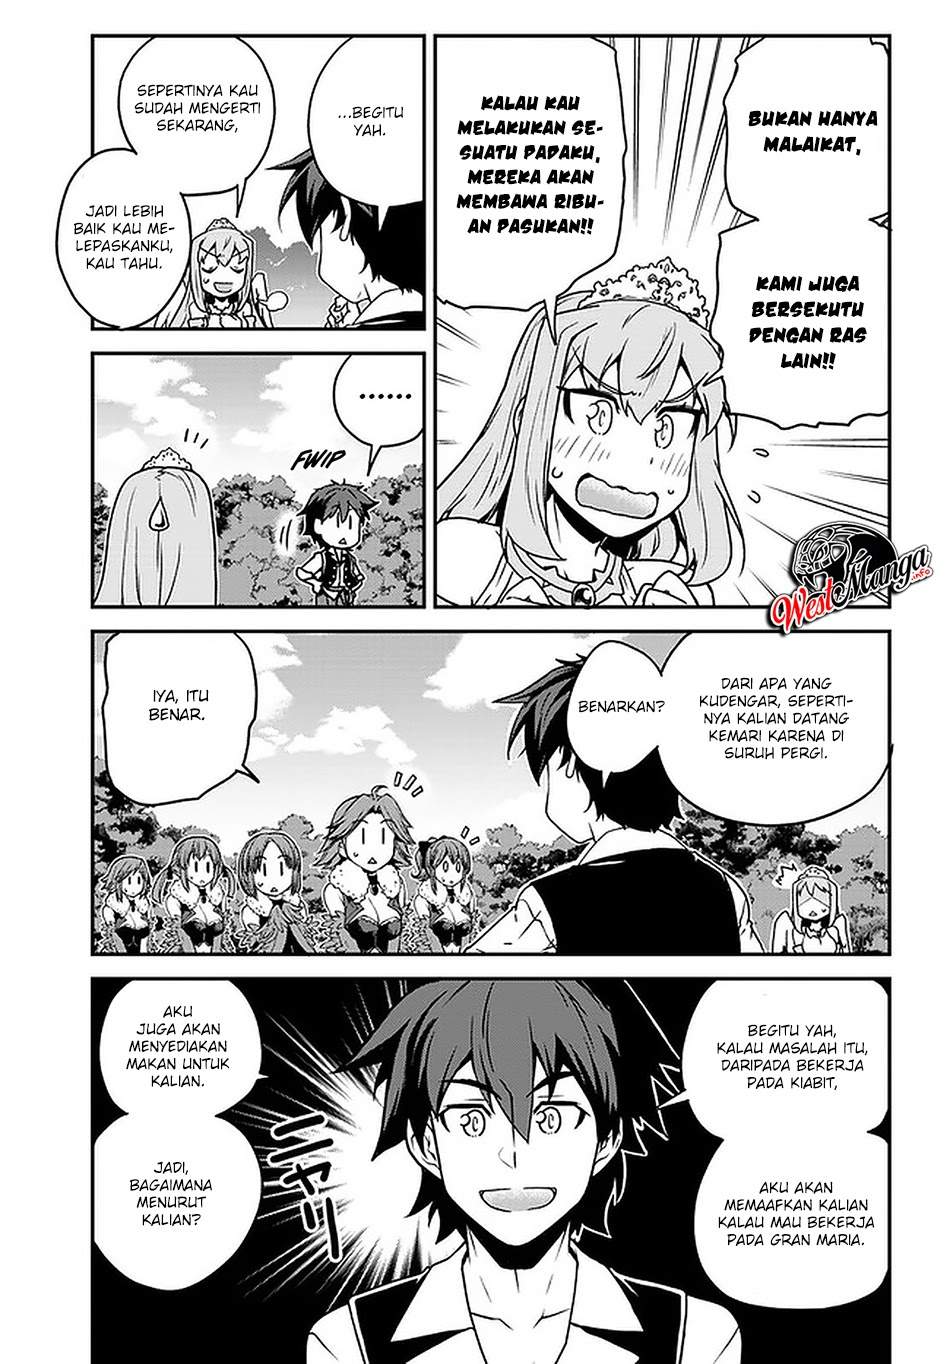 BUKAN HANYA
MALAIKAT,
KAMI JUGA
BERSEKUTU
DENGAN RAS
LAIN!!
KALAU KAU
MELAKUKAN SE-
SUATU PADAKU,
MEREKA AKAN
MEMBAWA RIBU-
AN PASUKAN!!
...BEGITU
YAH.
SEPERTINYA KAU
SUDAH MENGERTI
SEKARANG,
JADI LEBIH
BAIK KAU ME-
LEPASKANKU,
KAU TAHU.
......
FWIP
WestManga
.info
DARI APA YANG
KUDENGAR, SEPERTI-
NYA KALIAN DATANG
KEMARI KARENA DI
SURUH PERGI.
BENARKAN?
IYA, ITU
BENAR.
BEGITU YAH,
KALAU MASALAH ITU,
DARIPADA BEKERJA
PADA KIABIT,
AKU AKAN
MEMAAFKAN KALIAN
KALAU MAU BEKERJA
PADA GRAN MARIA.
ニヤリ
AKU
JUGA AKAN
MENYEDIAKAN
MAKAN UNTUK
KALIAN.
JADI,
BAGAIMANA
MENURUT
KALIAN?